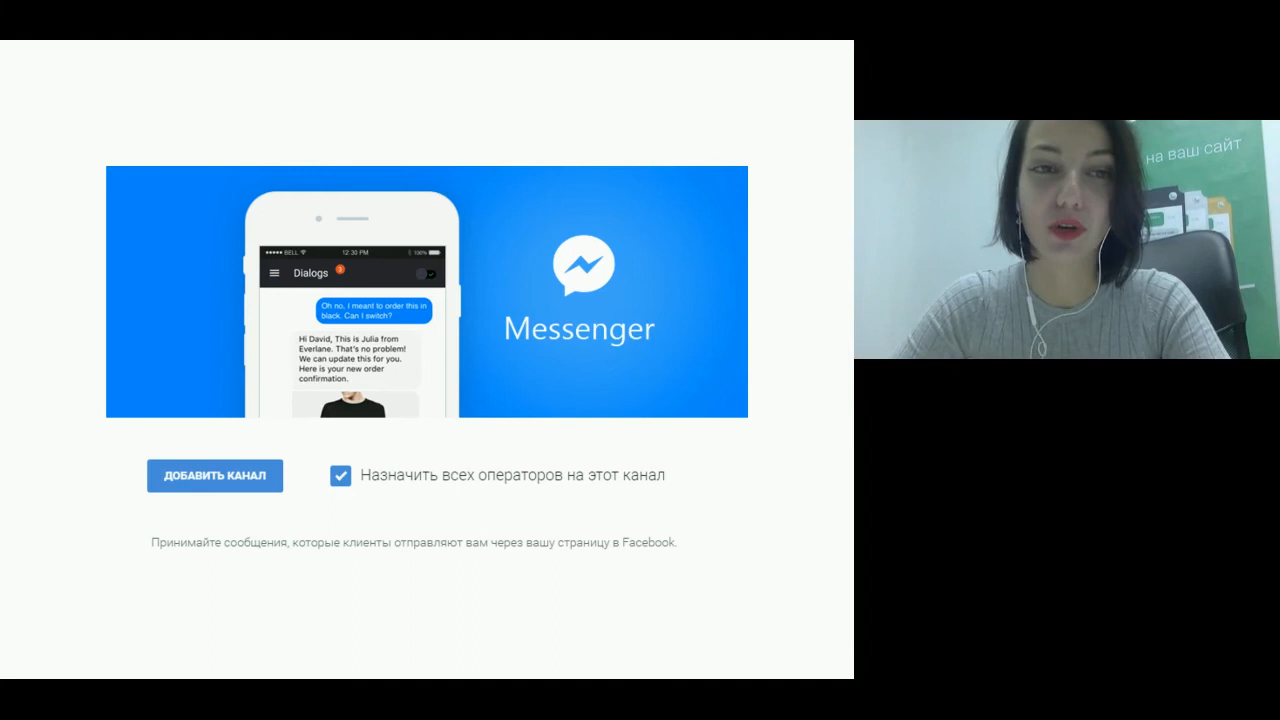 ●●●●● BELL 12:30 PM 100%
Dialogs 3
Oh no, I meant to order this in
black. Can I switch?
Hi David, This is Julia from
Everlane. That's no problem!
We can update this for you.
Here is your new order
confirmation.
Messenger
ДОБАВИТЬ КАНАЛ
Назначить всех операторов на этот канал
Принимайте сообщения, которые клиенты отправляют вам через вашу страницу в Facebook.
на ваш сайт